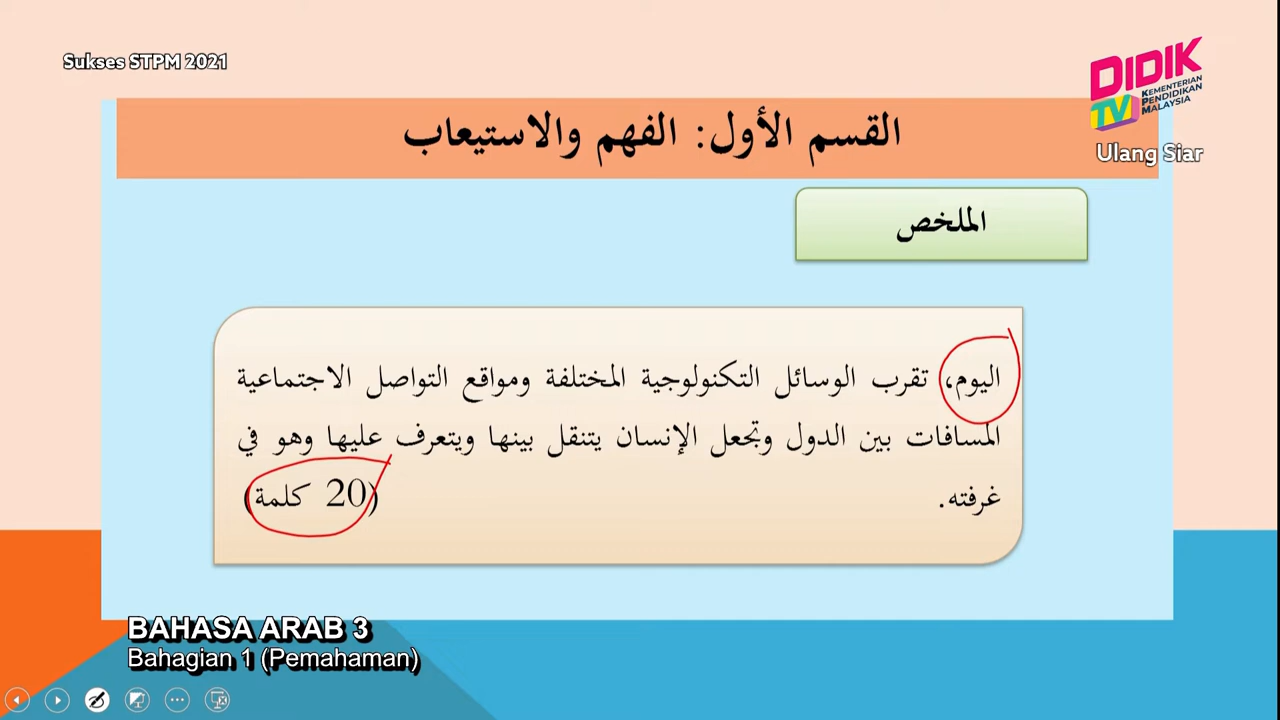 Sukses STPM 2021
DIDIK
TV
KEMENTERIAN
PENDIDIKAN
MALAYSIA
Ulang Siar
القسم الأول: الفهم والاستيعاب
الملخص
اليوم، تقرب الوسائل التكنولوجية المختلفة ومواقع التواصل الاجتماعية
المسافات بين الدول وتجعل الإنسان يتنقل بينها ويتعرف عليها وهو في
غرفته. (20 كلمة)
BAHASA ARAB 3
Bahagian 1 (Pemahaman)